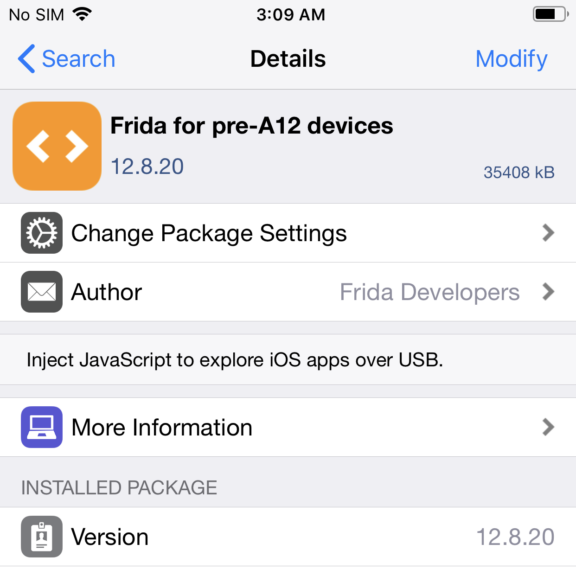 No SIM 3:09 AM
Search Details Modify
Frida for pre-A12 devices
12.8.20 35408 kB
Change Package Settings
Author Frida Developers
Inject JavaScript to explore iOS apps over USB.
More Information
INSTALLED PACKAGE
Version 12.8.20